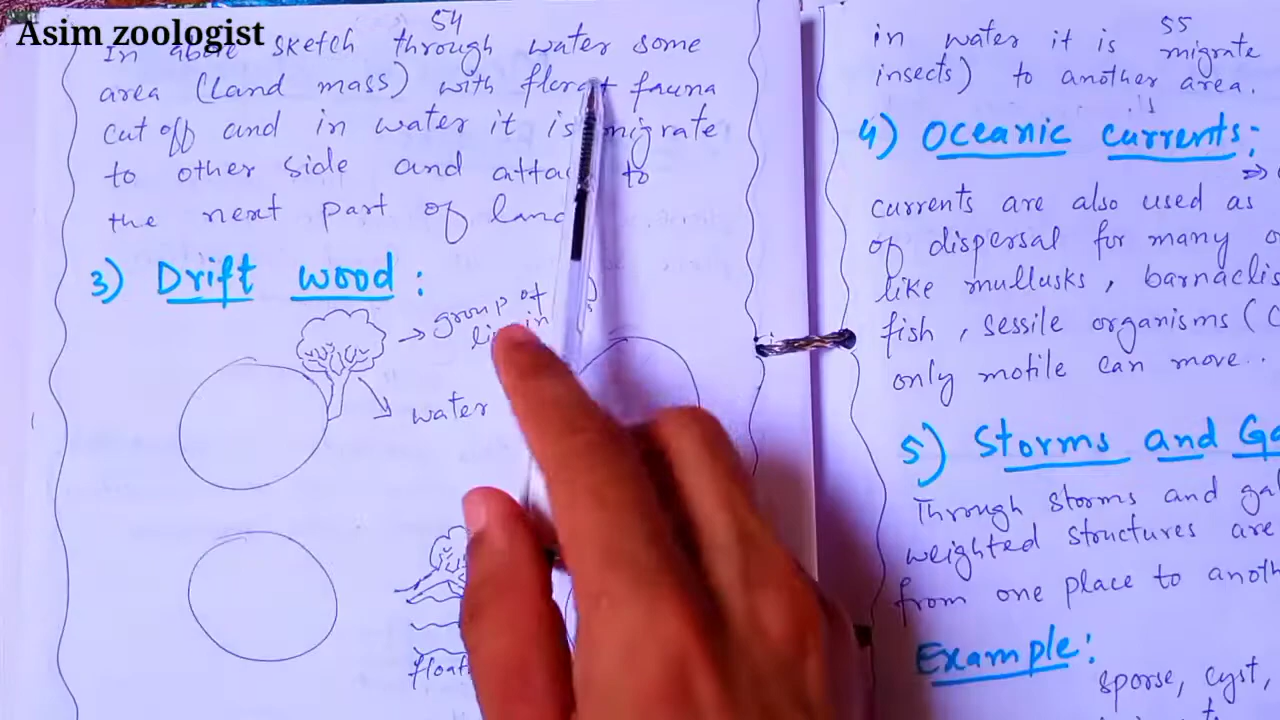 Asim zoologist
54
In above sketch through water some
area (Land mass) with flora + fauna
cut off and in water it is migrate
to other side and to
the next part of
3) Drift wood :
→ group of
water
55
in water it is migrate
insects) to another area.
4) Oceanic currents:
currents are also used as
of dispersal for many
like mullusks, barnaclis
fish, sessile organisms (
only motile can move..
5) Storms and
Through storms and
weighted structures are
from one place to
Example:
sporse, cyst,